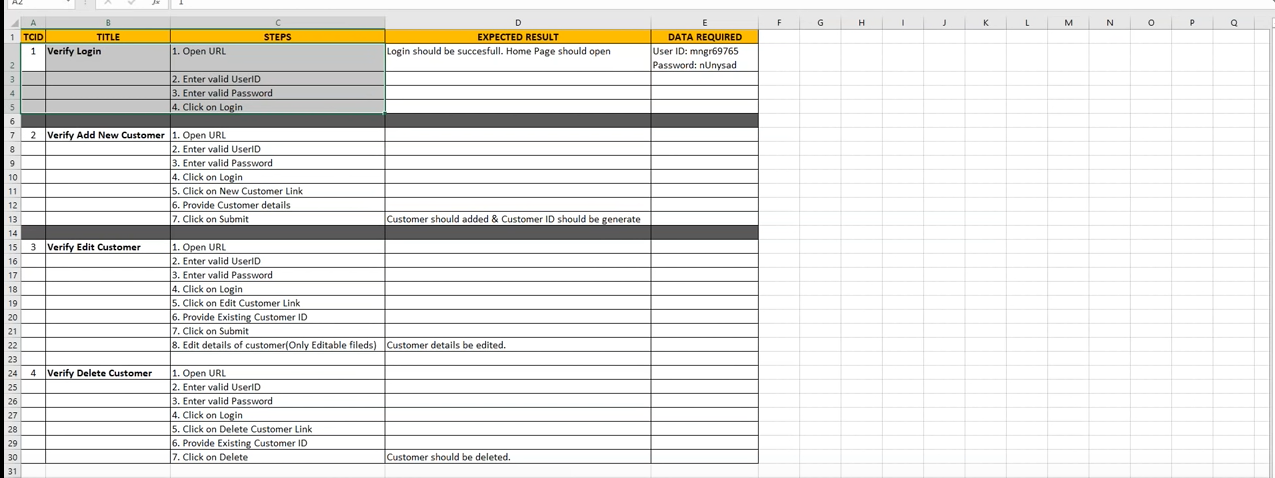 A2 fx 1
A B C D E F G H I J K L M N O P Q
1 TCID TITLE STEPS EXPECTED RESULT DATA REQUIRED
1 Verify Login 1. Open URL Login should be succesfull. Home Page should open User ID: mngr69765
2 Password: nUnysad
3 2. Enter valid UserID
4 3. Enter valid Password
5 4. Click on Login
6
7 2 Verify Add New Customer 1. Open URL
8 2. Enter valid UserID
9 3. Enter valid Password
10 4. Click on Login
11 5. Click on New Customer Link
12 6. Provide Customer details
13 7. Click on Submit Customer should added & Customer ID should be generate
14
15 3 Verify Edit Customer 1. Open URL
16 2. Enter valid UserID
17 3. Enter valid Password
18 4. Click on Login
19 5. Click on Edit Customer Link
20 6. Provide Existing Customer ID
21 7. Click on Submit
22 8. Edit details of customer(Only Editable fileds) Customer details be edited.
23
24 4 Verify Delete Customer 1. Open URL
25 2. Enter valid UserID
26 3. Enter valid Password
27 4. Click on Login
28 5. Click on Delete Customer Link
29 6. Provide Existing Customer ID
30 7. Click on Delete Customer should be deleted.
31